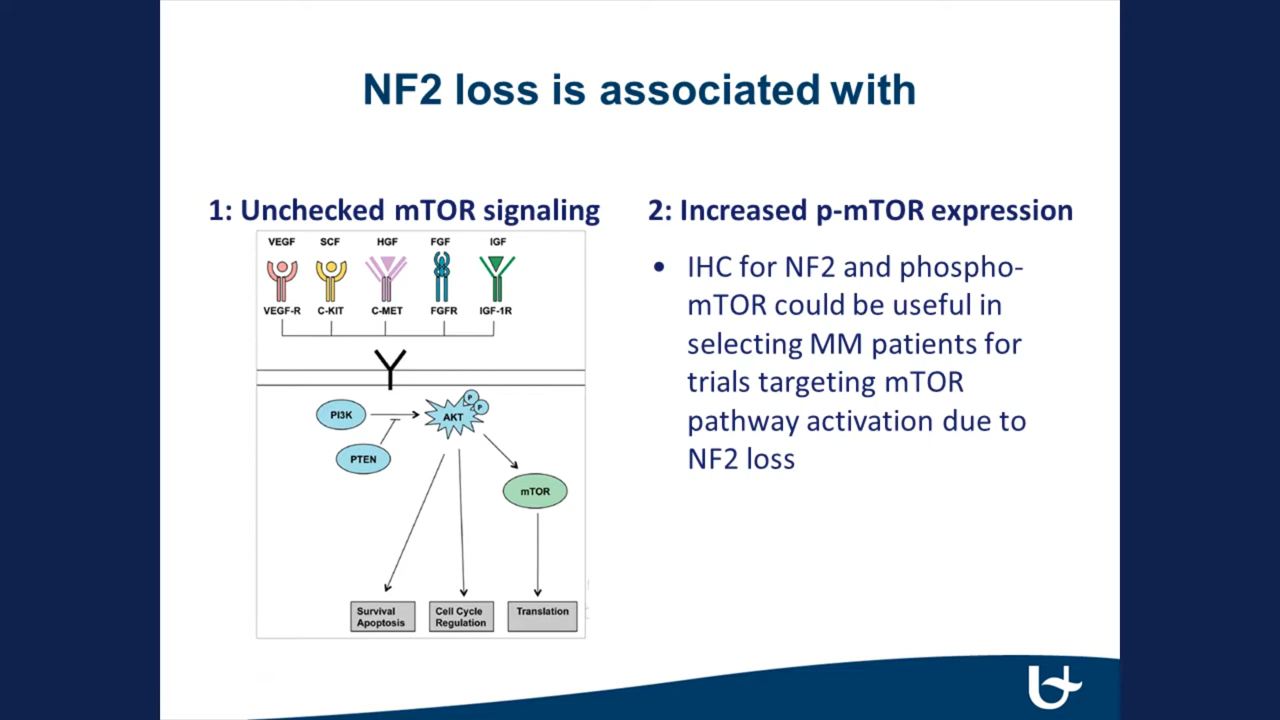 NF2 loss is associated with
1: Unchecked mTOR signaling
VEGF SCF HGF FGF IGF
VEGF-R C-KIT C-MET FGFR IGF-1R
PI3K
AKT
P
P
PTEN
mTOR
Survival
Apoptosis
Cell Cycle
Regulation
Translation
2: Increased p-mTOR expression
• IHC for NF2 and phospho-
mTOR could be useful in
selecting MM patients for
trials targeting mTOR
pathway activation due to
NF2 loss